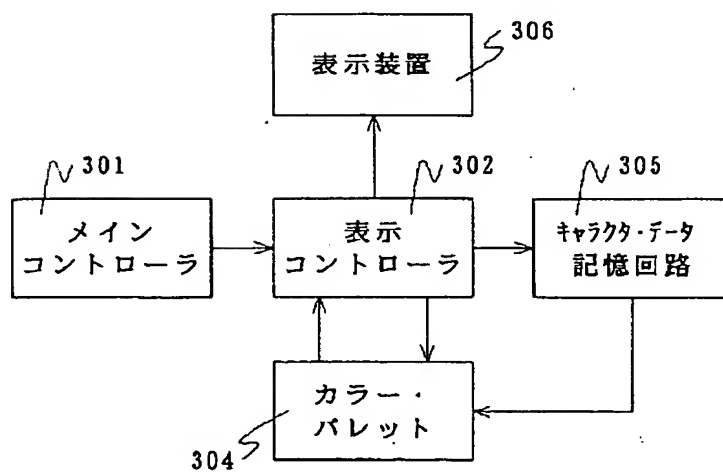 306
表示装置
301
302
305
メイン
コントローラ
表示
コントローラ
キャラクタ・データ
記憶回路
カラー・
パレット
304